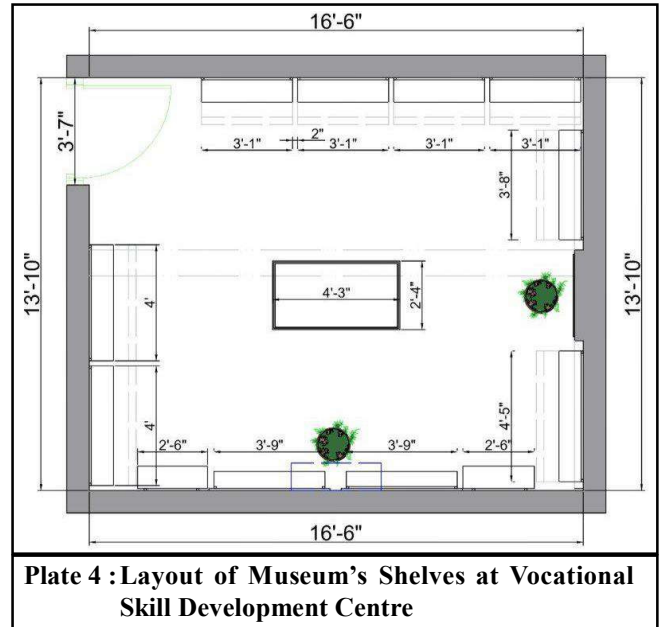 16'-6"
3'-7"
2"
3'-1" 3'-1" 3'-1" 3'-1"
3'-8"
13'-10" 13'-10"
4'-3" 2'-4"
4'
4'
4'-5"
2'-6" 3'-9" 3'-9" 2'-6"
16'-6"
Plate 4 : Layout of Museum's Shelves at Vocational
Skill Development Centre